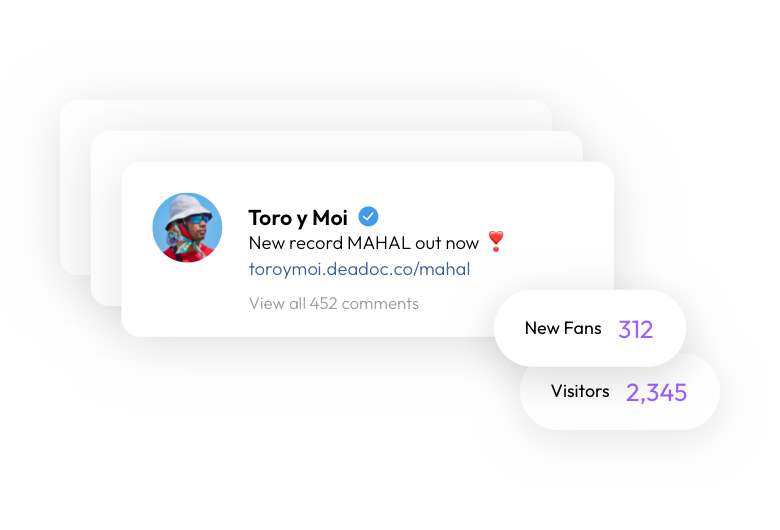 Toro y Moi
New record MAHAL out now ❣️
toroymoi.deadoc.co/mahal
View all 452 comments
New Fans 312
Visitors 2,345